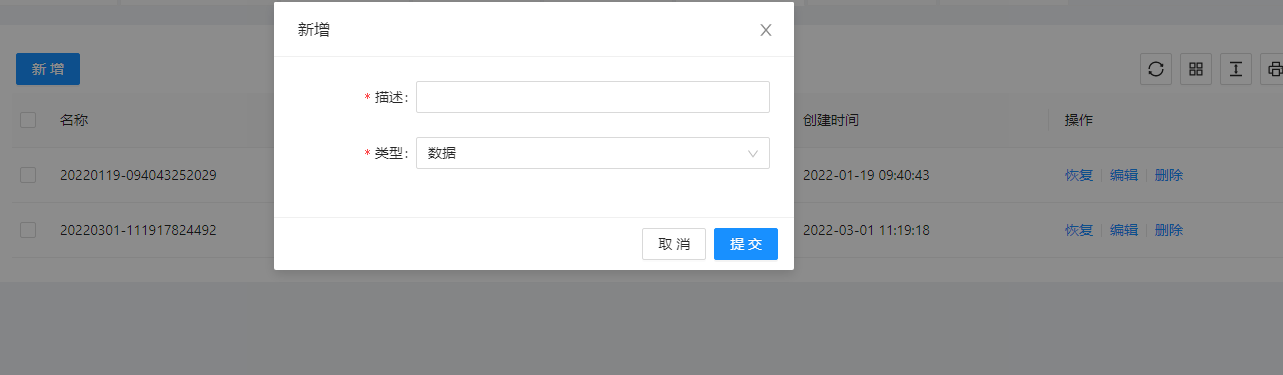 新增
新 增
* 描述:
名称
创建时间
操作
* 类型:
数据
20220119-094043252029
2022-01-19 09:40:43
恢复
编辑
删除
20220301-111917824492
2022-03-01 11:19:18
恢复
编辑
删除
取 消
提 交